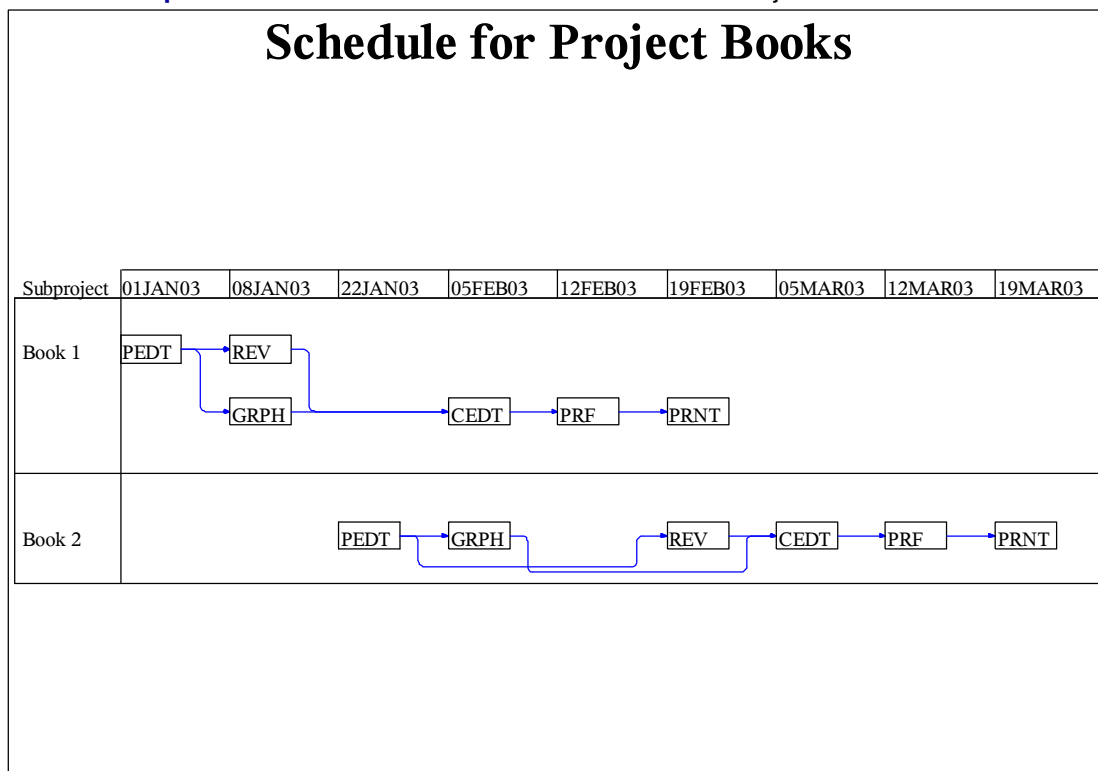 Schedule for Project Books
Subproject 01JAN03 08JAN03 22JAN03 05FEB03 12FEB03 19FEB03 05MAR03 12MAR03 19MAR03
Book 1 PEDT REV
GRPH CEDT PRF PRNT
Book 2 PEDT GRPH REV CEDT PRF PRNT